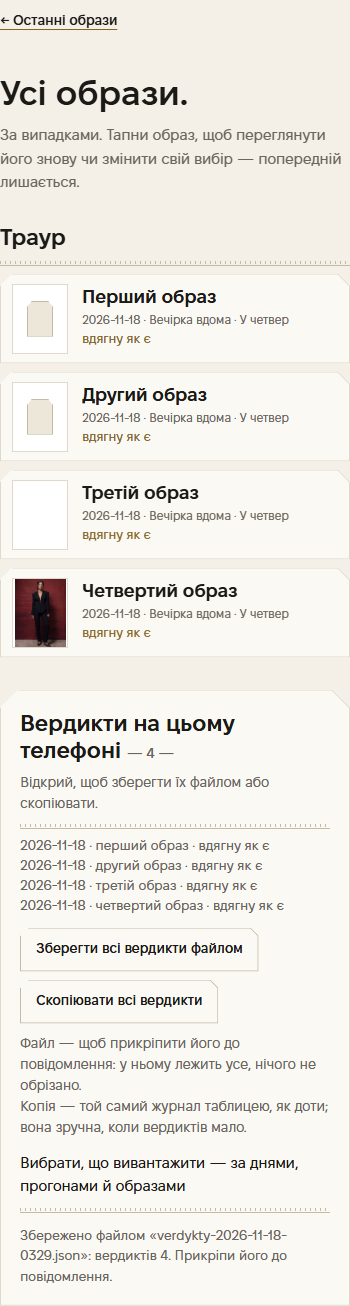 ← Останні образи
Усі образи.
За випадками. Тапни образ, щоб переглянути
його знову чи змінити свій вибір — попередній
лишається.
Траур
Перший образ
2026-11-18 · Вечірка вдома · У четвер
вдягну як є
Другий образ
2026-11-18 · Вечірка вдома · У четвер
вдягну як є
Третій образ
2026-11-18 · Вечірка вдома · У четвер
вдягну як є
Четвертий образ
2026-11-18 · Вечірка вдома · У четвер
вдягну як є
Вердикти на цьому
телефоні — 4 —
Відкрий, щоб зберегти їх файлом або
скопіювати.
2026-11-18 · перший образ · вдягну як є
2026-11-18 · другий образ · вдягну як є
2026-11-18 · третій образ · вдягну як є
2026-11-18 · четвертий образ · вдягну як є
Зберегти всі вердикти файлом
Скопіювати всі вердикти
Файл — щоб прикріпити його до
повідомлення: у ньому лежить усе, нічого не
обрізано.
Копія — той самий журнал таблицею, як доти;
вона зручна, коли вердиктів мало.
Вибрати, що вивантажити — за днями,
прогонами й образами
Збережено файлом «verdykty-2026-11-18-
0329.json»: вердиктів 4. Прикріпи його до
повідомлення.